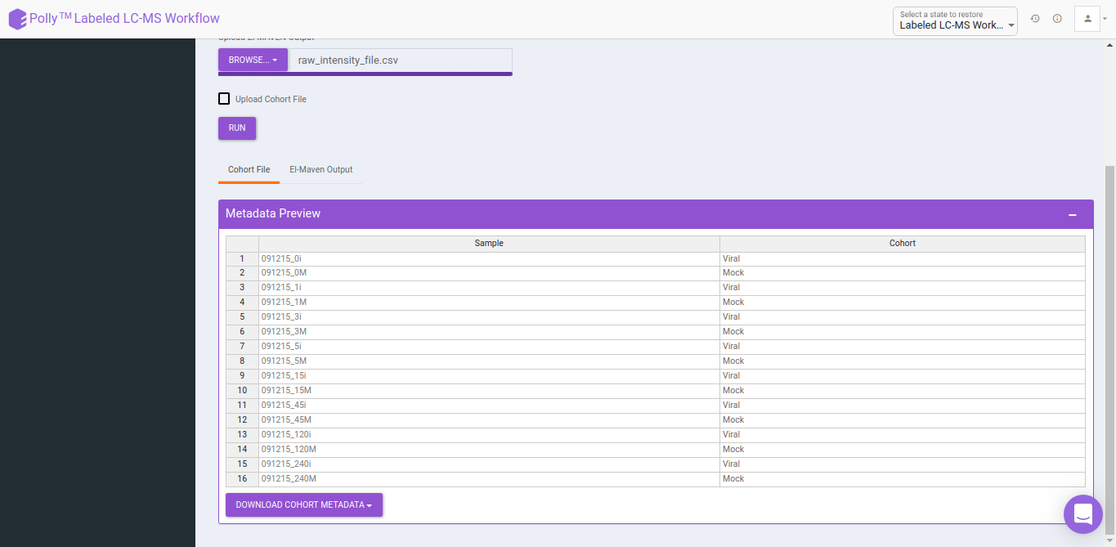 Polly™ Labeled LC-MS Workflow
Select a state to restore
Labeled LC-MS Work...
Upload El-MAVEN Output
BROWSE...
raw_intensity_file.csv
Upload Cohort File
RUN
Cohort File
El-Maven Output
Metadata Preview
Sample Cohort
1 091215_0i Viral
2 091215_0M Mock
3 091215_1i Viral
4 091215_1M Mock
5 091215_3i Viral
6 091215_3M Mock
7 091215_5i Viral
8 091215_5M Mock
9 091215_15i Viral
10 091215_15M Mock
11 091215_45i Viral
12 091215_45M Mock
13 091215_120i Viral
14 091215_120M Mock
15 091215_240i Viral
16 091215_240M Mock
DOWNLOAD COHORT METADATA